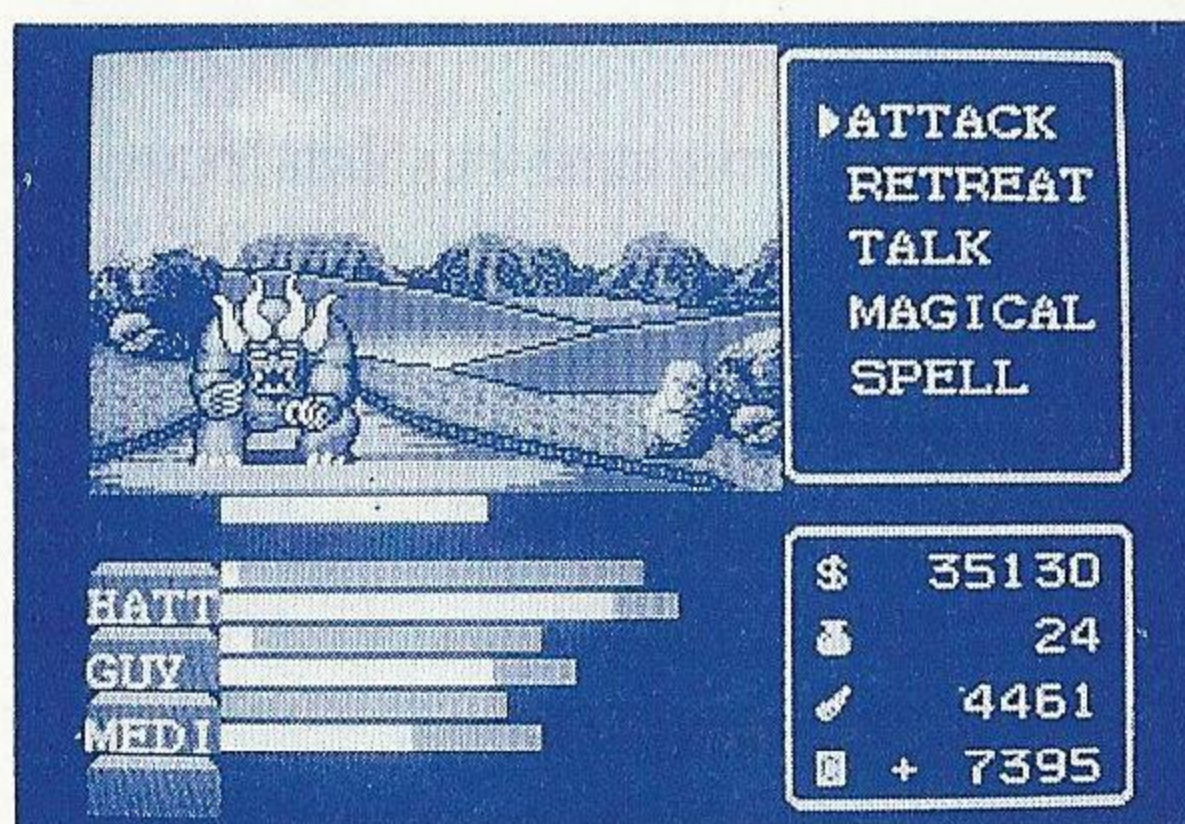 ATTACK
RETREAT
TALK
MAGICAL
SPELL
HATT
GUY
MEDI
$ 35130
24
4461
+ 7395